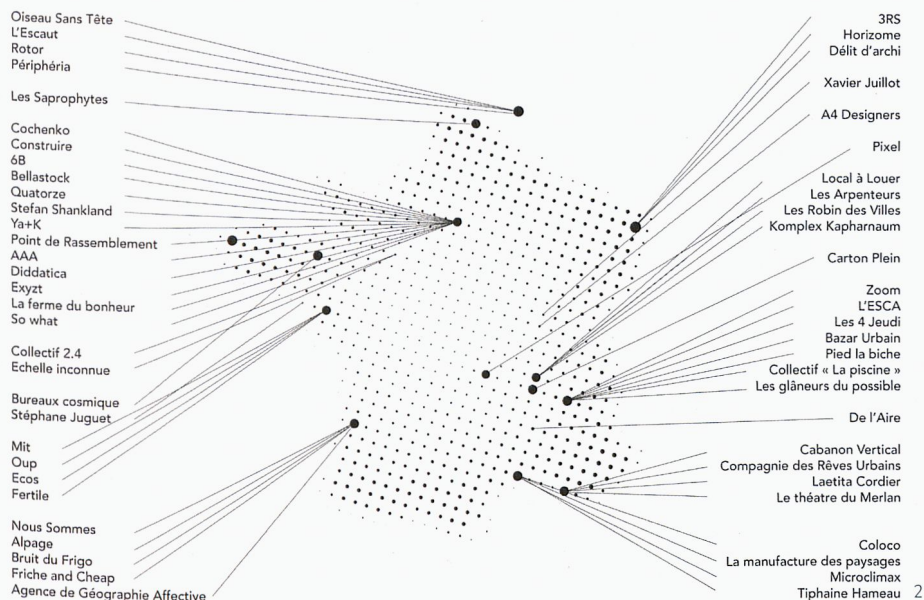 Oiseau Sans Tête
L'Escaut
Rotor
Périphéria
Les Saprophytes
Cochenko
Construire
6B
Bellastock
Quatorze
Stefan Shankland
Ya+K
Point de Rassemblement
AAA
Diddatica
Exyzt
La ferme du bonheur
So what
Collectif 2.4
Echelle inconnue
Bureaux cosmique
Stéphane Juguet
Mit
Oup
Ecos
Fertile
Nous Sommes
Alpage
Bruit du Frigo
Friche and Cheap
Agence de Géographie Affective
3RS
Horizome
Délit d'archi
Xavier Juillot
A4 Designers
Pixel
Local à Louer
Les Arpenteurs
Les Robin des Villes
Komplex Kapharnaum
Carton Plein
Zoom
L'ESCA
Les 4 Jeudi
Bazar Urbain
Pied la biche
Collectif « La piscine »
Les glâneurs du possible
De l'Aire
Cabanon Vertical
Compagnie des Rêves Urbains
Laetita Cordier
Le théatre du Merlan
Coloco
La manufacture des paysages
Microclimax
Tiphaine Hameau
2